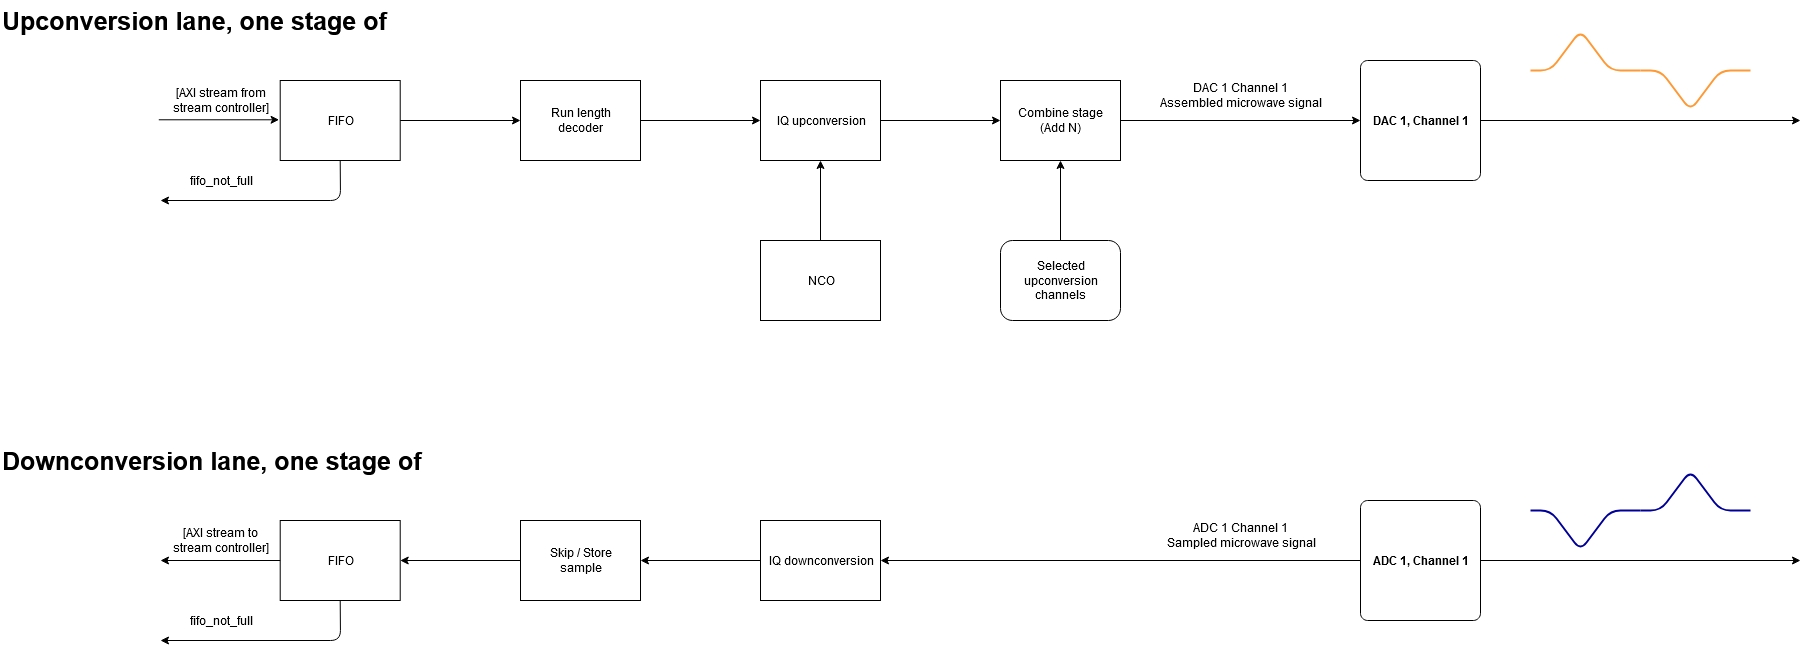 Upconversion lane, one stage of
[AXI stream from
stream controller]
FIFO
Run length
decoder
IQ upconversion
Combine stage
(Add N)
DAC 1 Channel 1
Assembled microwave signal
DAC 1, Channel 1
fifo_not_full
NCO
Selected
upconversion
channels
Downconversion lane, one stage of
[AXI stream to
stream controller]
FIFO
Skip / Store
sample
IQ downconversion
ADC 1 Channel 1
Sampled microwave signal
ADC 1, Channel 1
fifo_not_full